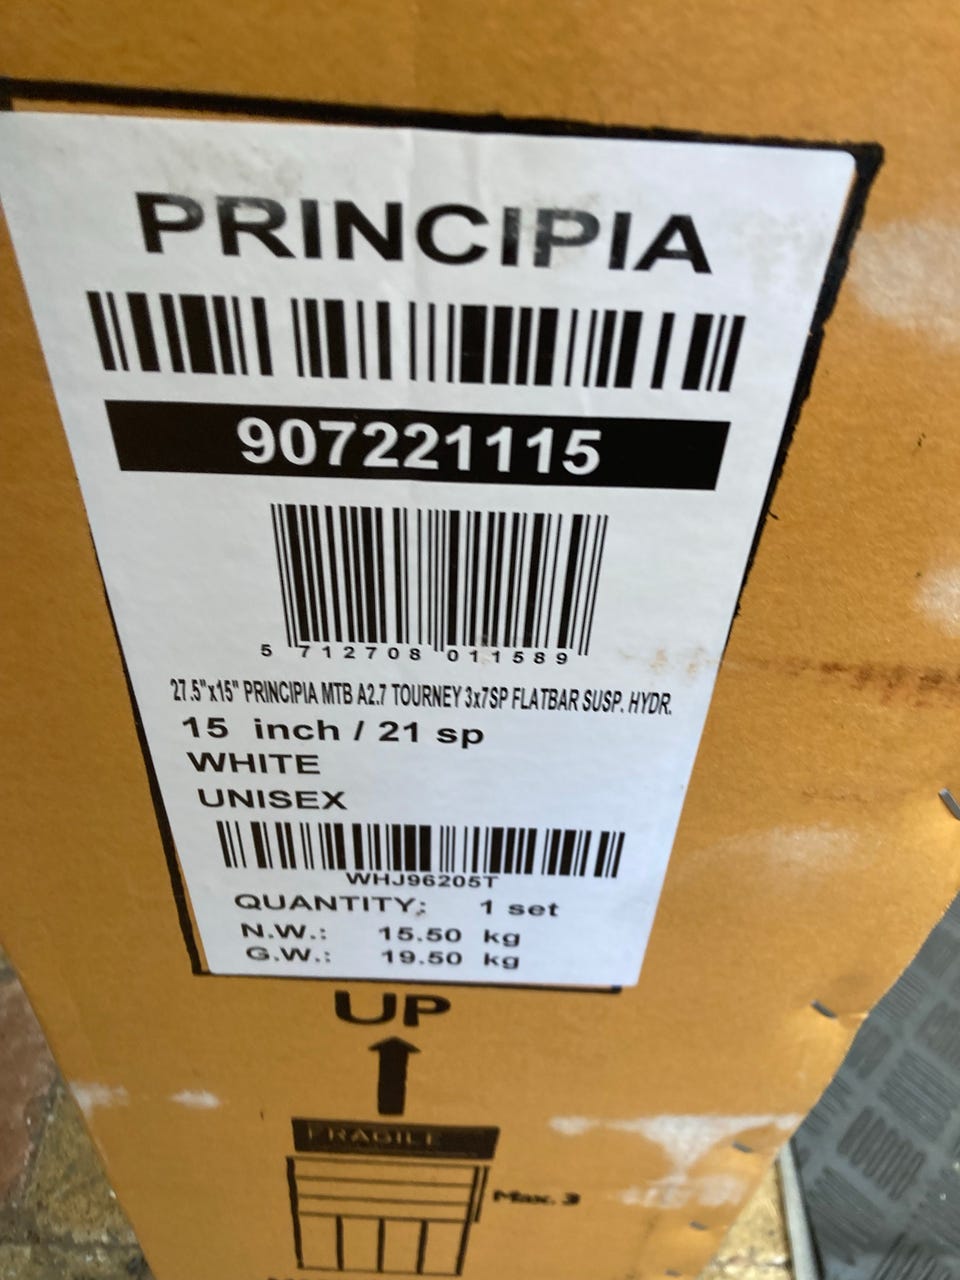 PRINCIPIA
907221115
5 712708 011589
27.5"x15" PRINCIPIA MTB A2.7 TOURNEY 3x7SP FLATBAR SUSP. HYDR.
15 inch / 21 sp
WHITE
UNISEX
WHJ96205T
QUANTITY: 1 set
N.W.: 15.50 kg
G.W.: 19.50 kg
UP
FRAGILE
Max. 3